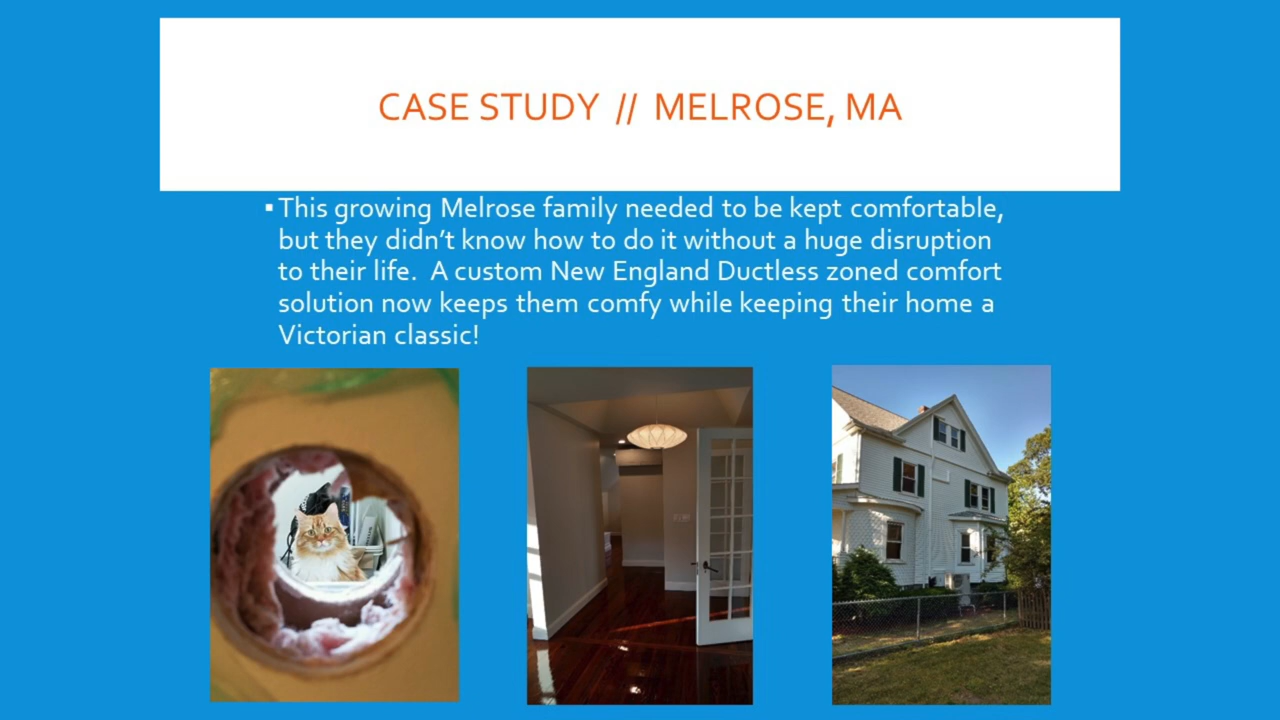 CASE STUDY // MELROSE, MA
▪ This growing Melrose family needed to be kept comfortable,
but they didn't know how to do it without a huge disruption
to their life.  A custom New England Ductless zoned comfort
solution now keeps them comfy while keeping their home a
Victorian classic!